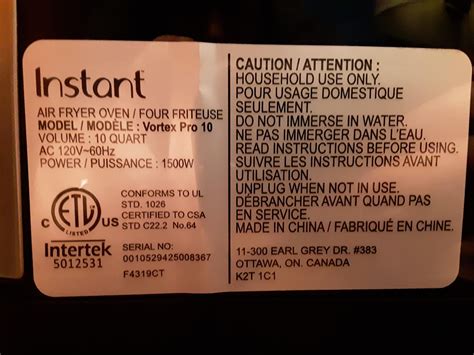 Instant
AIR FRYER OVEN / FOUR FRITEUSE
MODEL / MODÈLE : Vortex Pro 10
VOLUME : 10 QUART
AC 120V~60Hz
POWER / PUISSANCE : 1500W
C ETL US
LISTED
Intertek
5012531
CONFORMS TO UL
STD. 1026
CERTIFIED TO CSA
STD C22.2 No.64
SERIAL NO:
0010529425008367
F4319CT
CAUTION / ATTENTION :
HOUSEHOLD USE ONLY.
POUR USAGE DOMESTIQUE
SEULEMENT.
DO NOT IMMERSE IN WATER.
NE PAS IMMERGER DANS L'EAU.
READ INSTRUCTIONS BEFORE USING.
SUIVRE LES INSTRUCTIONS AVANT
UTILISATION.
UNPLUG WHEN NOT IN USE.
DÉBRANCHER AVANT QUAND PAS
EN SERVICE.
MADE IN CHINA / FABRIQUÉ EN CHINE.
11-300 EARL GREY DR. #383
OTTAWA, ON. CANADA
K2T 1C1